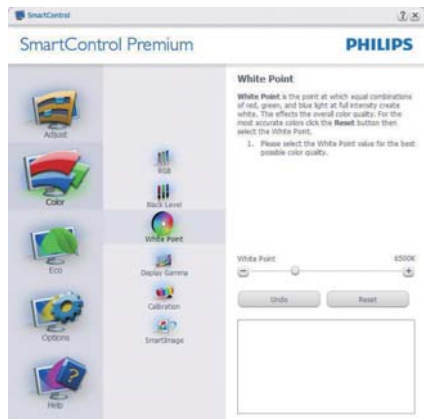 SmartControl
SmartControl Premium
PHILIPS
Adjust
Color
Eco
Options
Help
RGB
Black Level
White Point
Display Gamma
Calibration
SmartImage
White Point
White Point is the point at which equal combinations
of red, green, and blue light at full intensity create
white. This effects the overall color quality. For the
most accurate colors click the Reset button then
select the White Point.
1. Please select the White Point value for the best
possible color quality.
White Point 6500K
Undo Reset